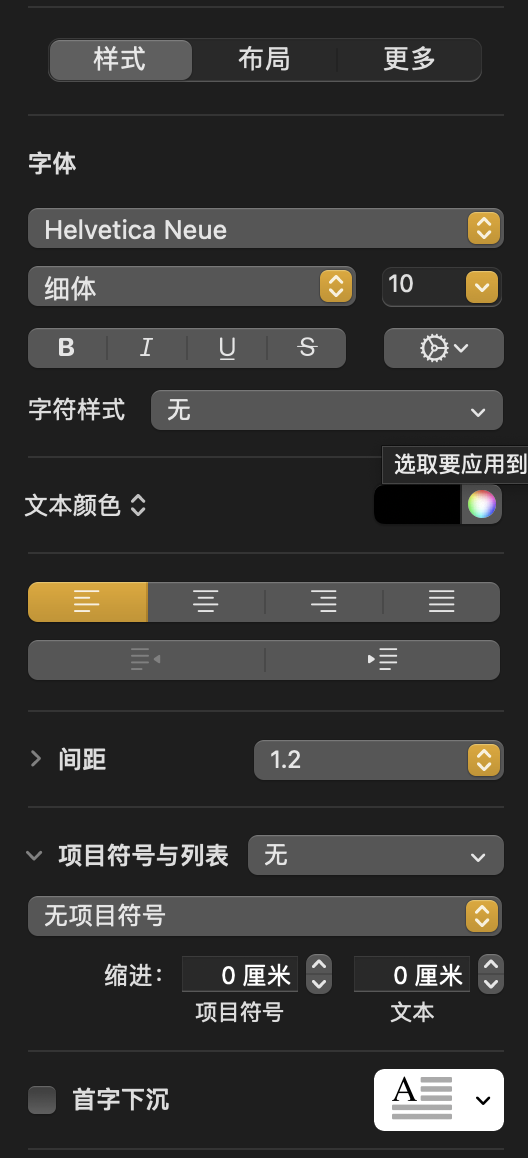 样式 布局 更多
字体
Helvetica Neue
细体 10
B I U S
字符样式 无
选取要应用到
文本颜色
间距 1.2
项目符号与列表 无
无项目符号
缩进： 0 厘米 0 厘米
项目符号 文本
首字下沉 A